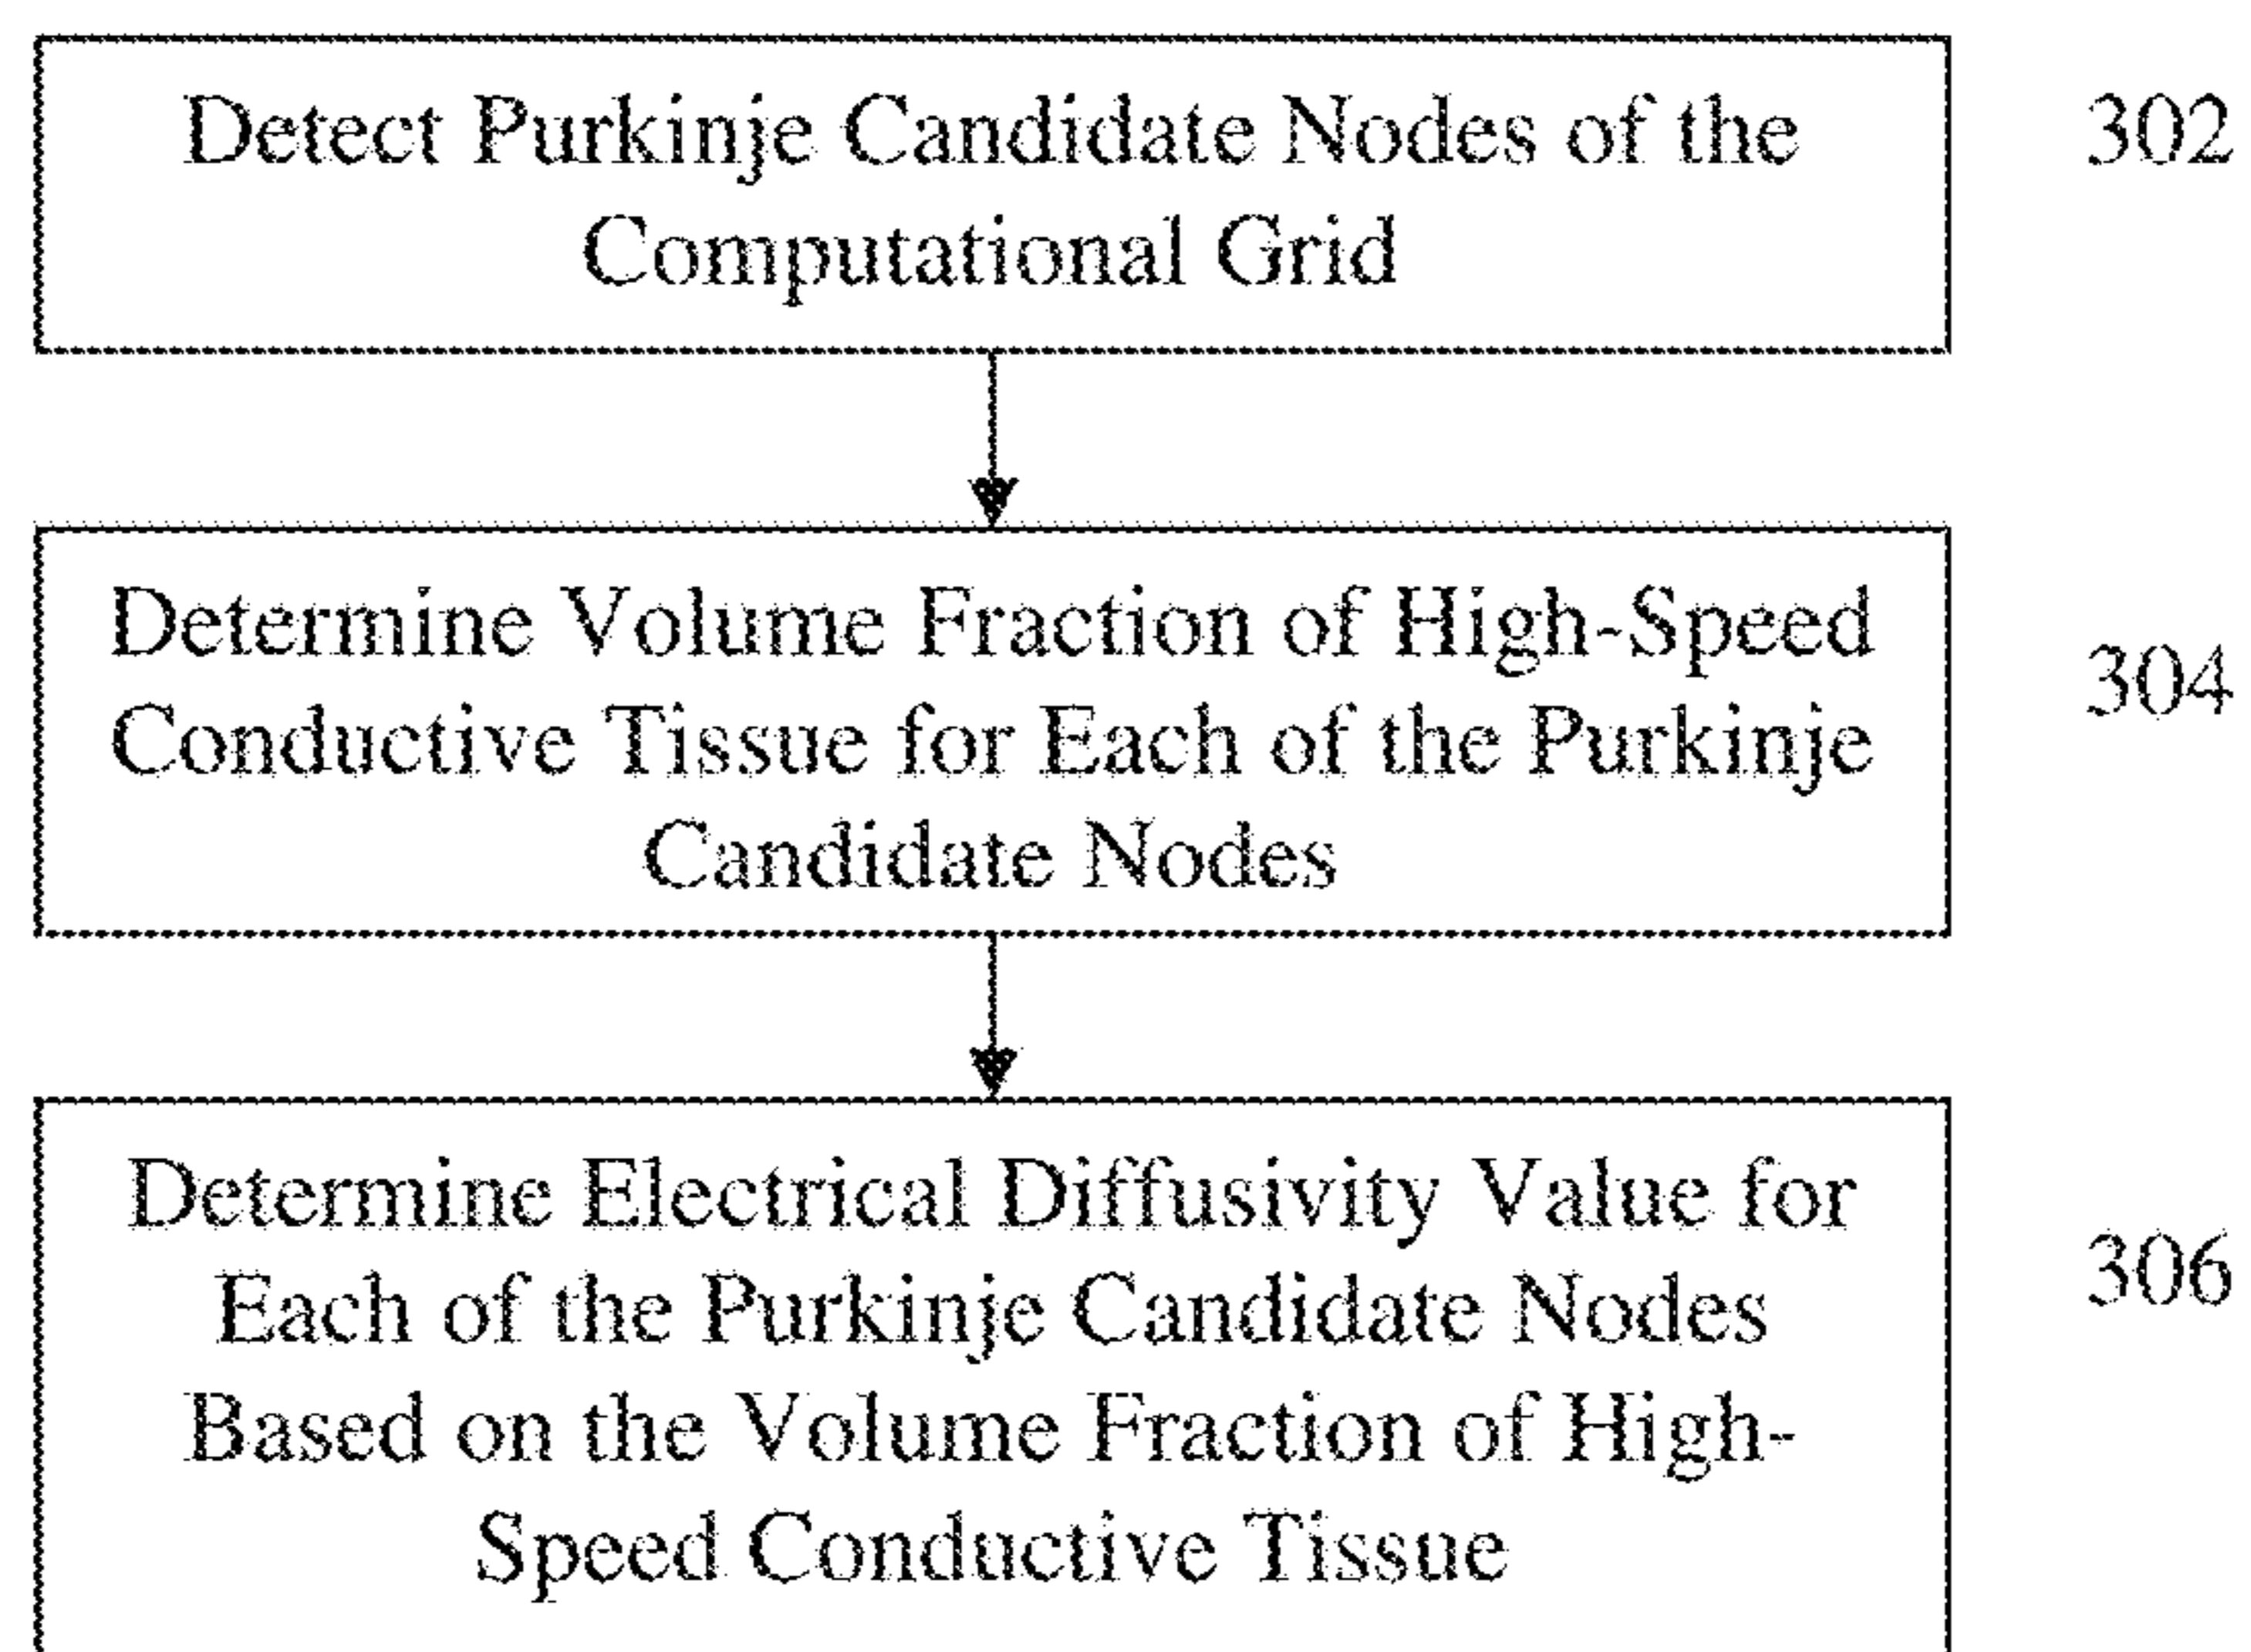 Detect Purkinje Candidate Nodes of the
Computational Grid
302
Determine Volume Fraction of High-Speed
Conductive Tissue for Each of the Purkinje
Candidate Nodes
304
Determine Electrical Diffusivity Value for
Each of the Purkinje Candidate Nodes
Based on the Volume Fraction of High-
Speed Conductive Tissue
306